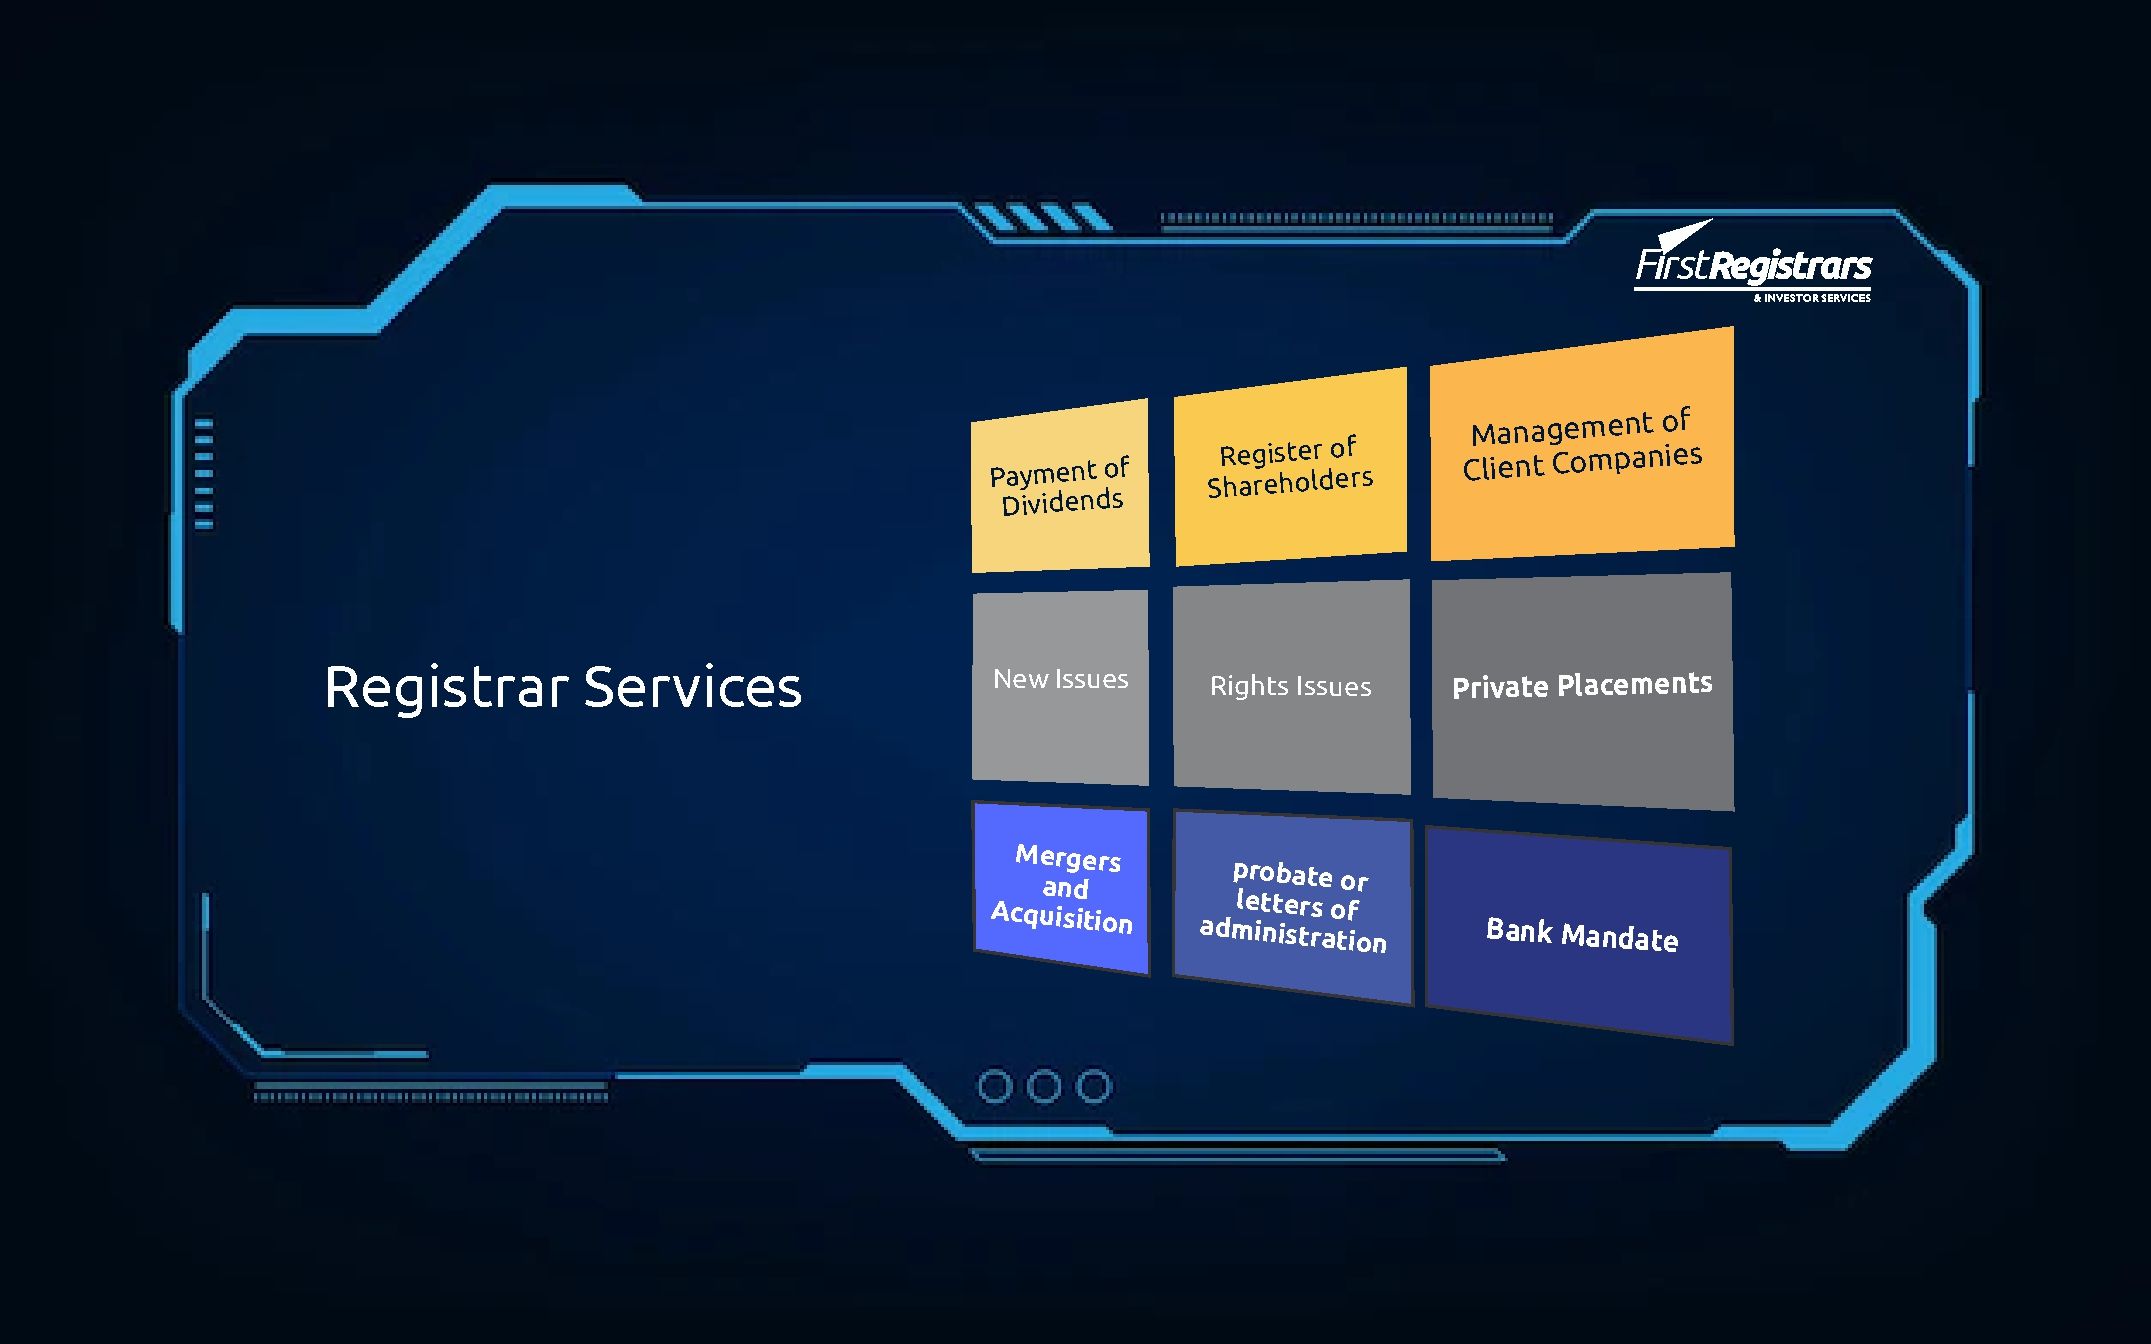 FirstRegistrars
& INVESTOR SERVICES
Registrar Services
Payment of
Dividends
Register of
Shareholders
Management of
Client Companies
New Issues
Rights Issues
Private Placements
Mergers
and
Acquisition
probate or
letters of
administration
Bank Mandate